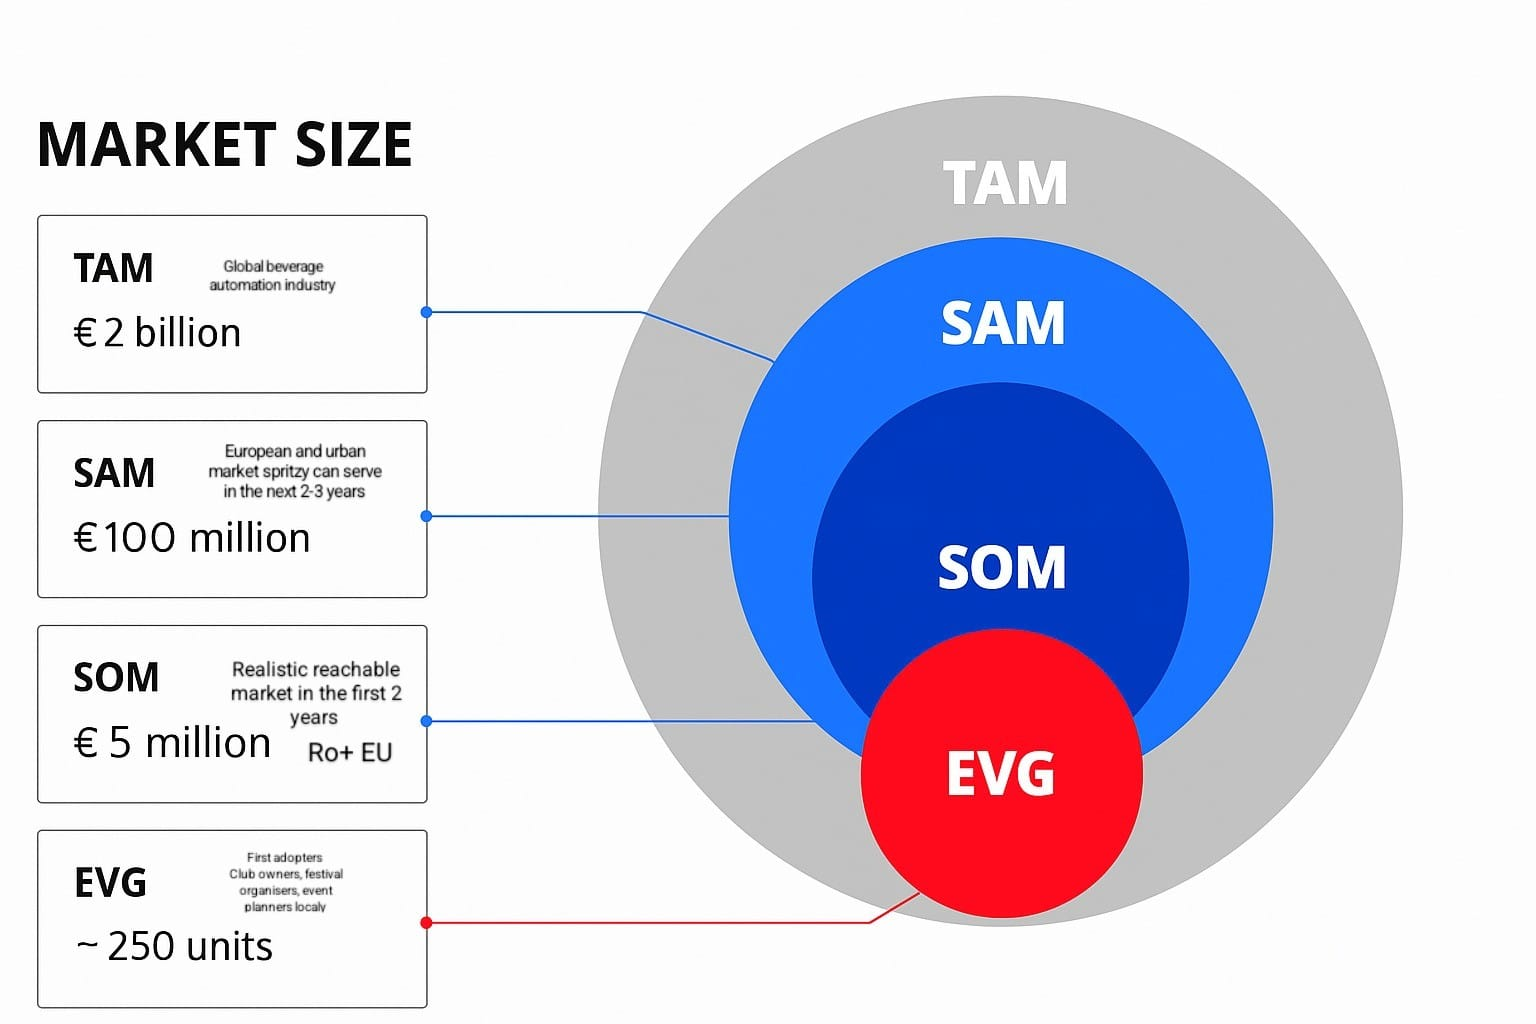 MARKET SIZE
TAM
Global beverage
automation industry
€ 2 billion
SAM
European and urban
market spritzy can serve
in the next 2-3 years
€ 100 million
SOM
Realistic reachable
market in the first 2
years
€ 5 million
Ro+ EU
EVG
First adopters
Club owners, festival
organisers, event
planners localy
~ 250 units
TAM
SAM
SOM
EVG